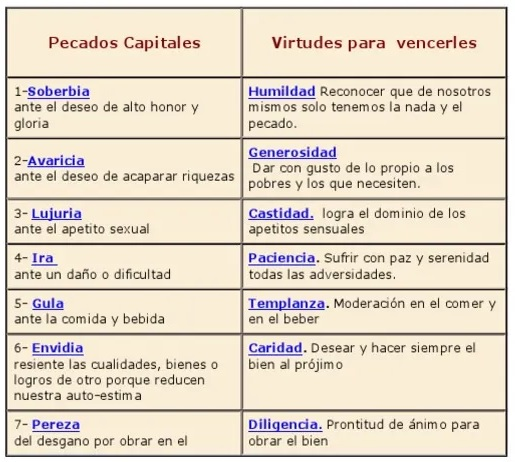 Pecados Capitales
Virtudes para vencerles
1-Soberbia
ante el deseo de alto honor y
gloria
Humildad Reconocer que de nosotros
mismos solo tenemos la nada y el
pecado.
2-Avaricia
ante el deseo de acaparar riquezas
Generosidad
Dar con gusto de lo propio a los
pobres y los que necesiten.
3- Lujuria
ante el apetito sexual
Castidad. logra el dominio de los
apetitos sensuales
4- Ira
ante un daño o dificultad
Paciencia. Sufrir con paz y serenidad
todas las adversidades.
5- Gula
ante la comida y bebida
Templanza. Moderación en el comer y
en el beber
6- Envidia
resiente las cualidades, bienes o
logros de otro porque reducen
nuestra auto-estima
Caridad. Desear y hacer siempre el
bien al prójimo
7- Pereza
del desgano por obrar en el
Diligencia. Prontitud de ánimo para
obrar el bien